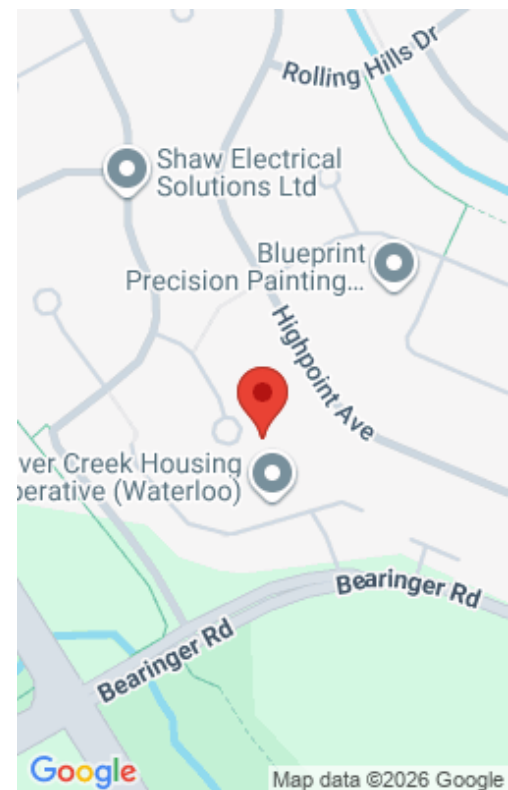 Rolling Hills Dr
Shaw Electrical
Solutions Ltd
Blueprint
Precision Painting...
Highpoint Ave
ver Creek Housing
perative (Waterloo)
Bearinger Rd
Bearinger Rd
Google
Map data ©2026 Google